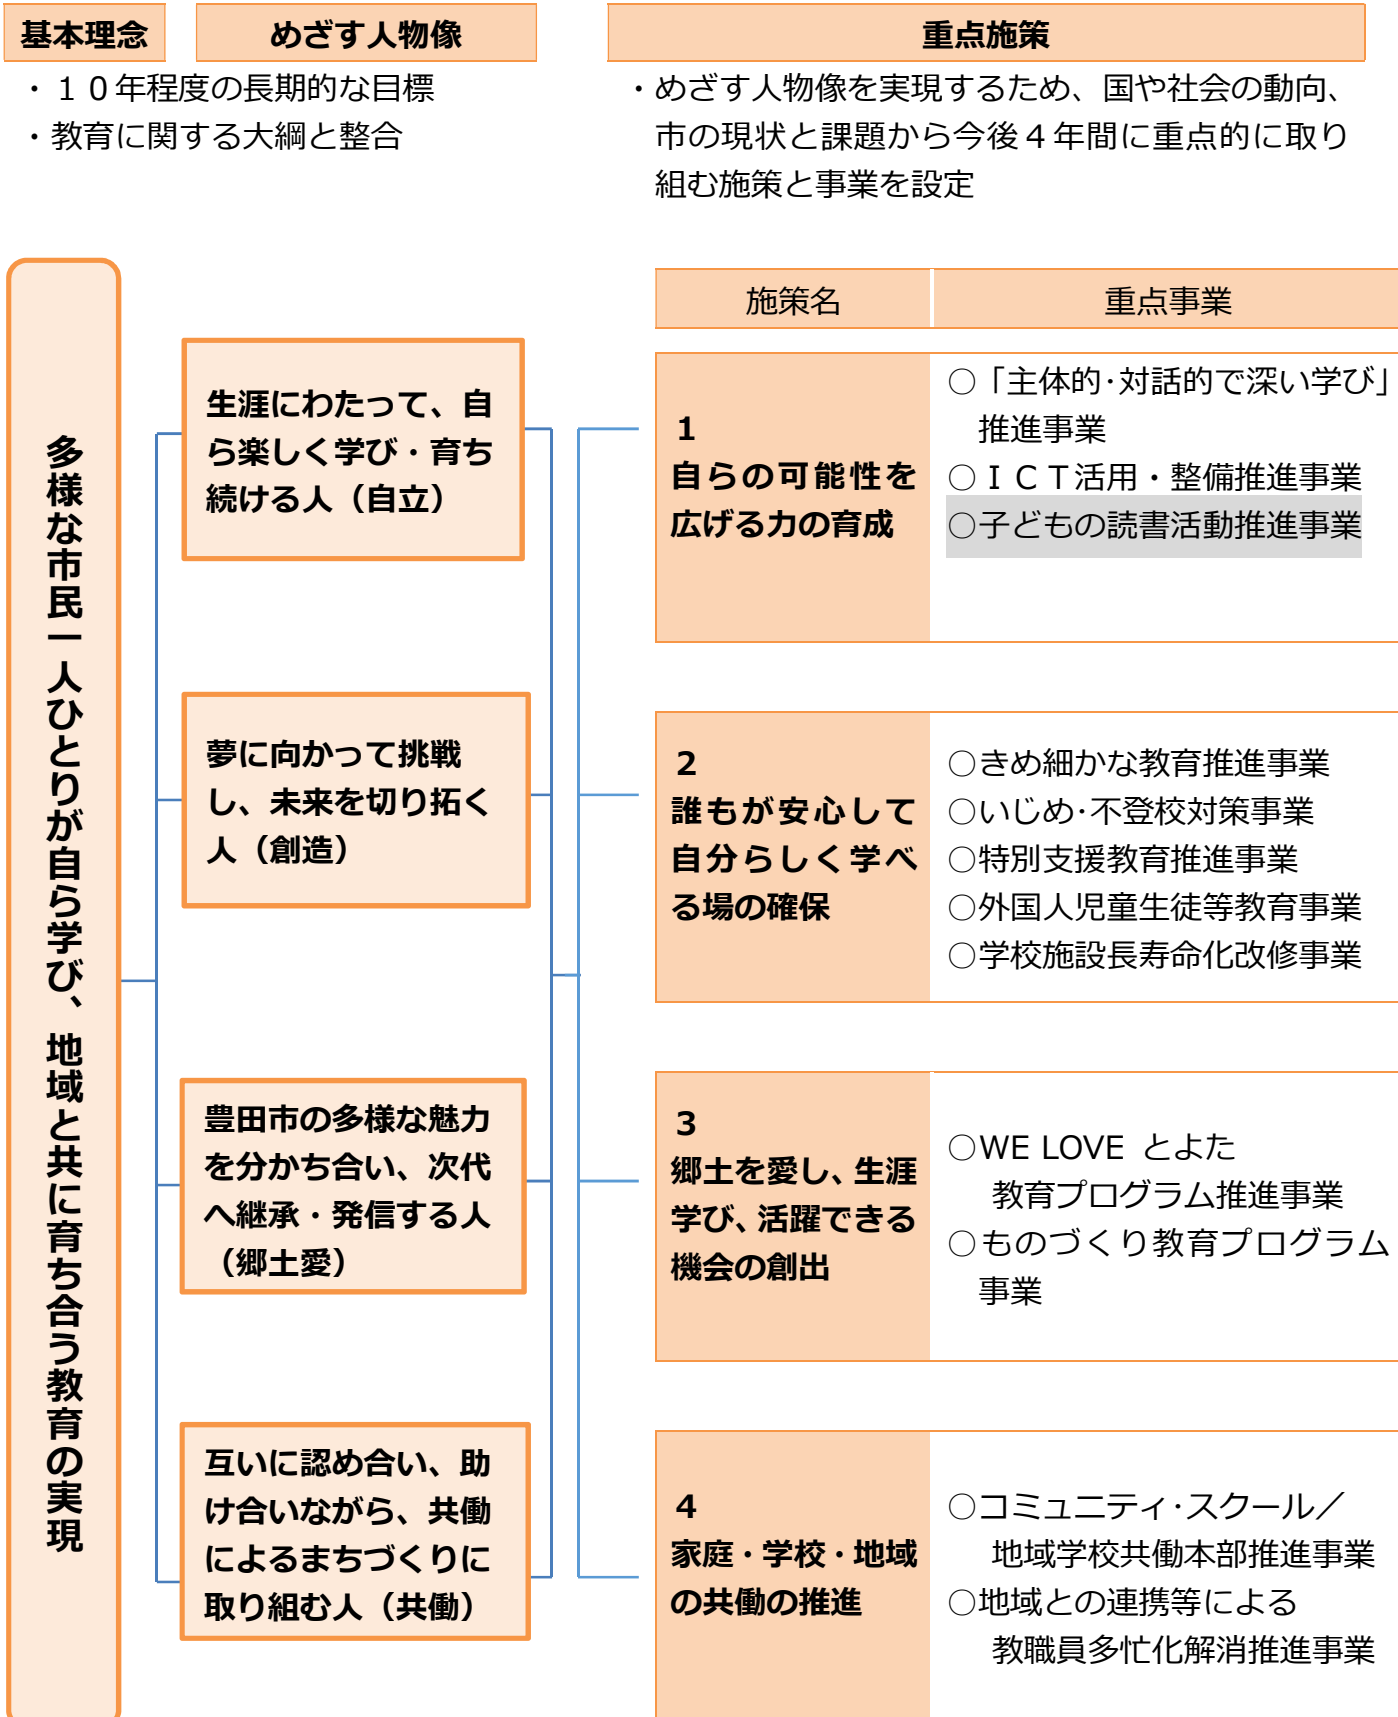 基本理念
めざす人物像
重点施策
・１０年程度の長期的な目標
・教育に関する大綱と整合
・めざす人物像を実現するため、国や社会の動向、
市の現状と課題から今後４年間に重点的に取り
組む施策と事業を設定
多様な市民一人ひとりが自ら学び、地域と共に育ち合う教育の実現
生涯にわたって、自
ら楽しく学び・育ち
続ける人（自立）
夢に向かって挑戦
し、未来を切り拓く
人（創造）
豊田市の多様な魅力
を分かち合い、次代
へ継承・発信する人
（郷土愛）
互いに認め合い、助
け合いながら、共働
によるまちづくりに
取り組む人（共働）
施策名
重点事業
１
自らの可能性を
広げる力の育成
○「主体的･対話的で深い学び」
推進事業
○ＩＣＴ活用・整備推進事業
○子どもの読書活動推進事業
２
誰もが安心して
自分らしく学べ
る場の確保
○きめ細かな教育推進事業
○いじめ･不登校対策事業
○特別支援教育推進事業
○外国人児童生徒等教育事業
○学校施設長寿命化改修事業
３
郷土を愛し、生涯
学び、活躍できる
機会の創出
○WE LOVE とよた
教育プログラム推進事業
○ものづくり教育プログラム
事業
４
家庭・学校・地域
の共働の推進
○コミュニティ･スクール／
地域学校共働本部推進事業
○地域との連携等による
教職員多忙化解消推進事業